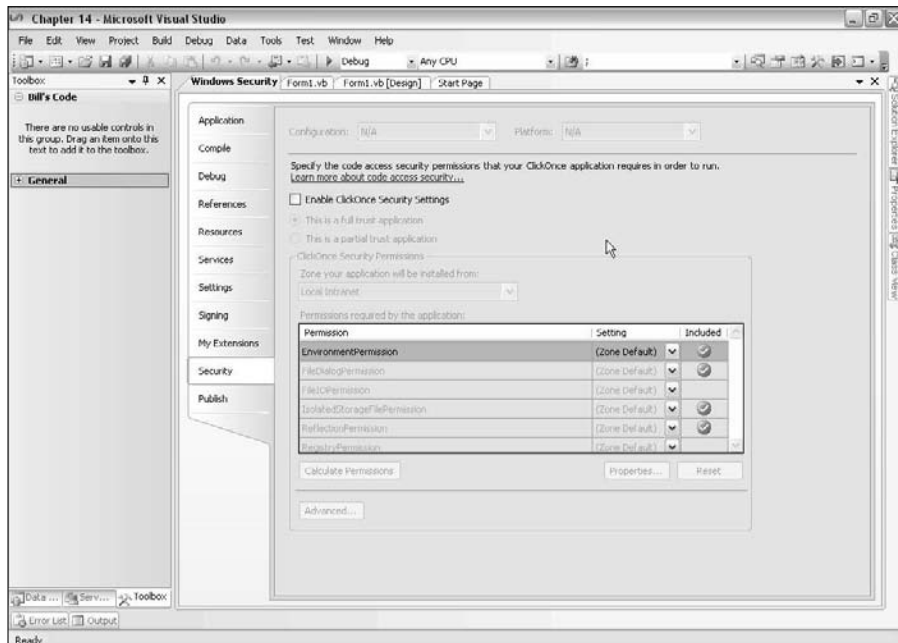 Chapter 14 - Microsoft Visual Studio
File Edit View Project Build Debug Data Tools Test Window Help
Debug Any CPU
Toolbox
Windows Security Form1.vb Form1.vb [Design] Start Page
Bill's Code
There are no usable controls in
this group. Drag an item onto this
text to add it to the toolbox.
General
Application
Compile
Debug
References
Resources
Services
Settings
Signing
My Extensions
Security
Publish
Configuration: N/A Platform: N/A
Specify the code access security permissions that your ClickOnce application requires in order to run.
Learn more about code access security...
Enable ClickOnce Security Settings
This is a full trust application
This is a partial trust application
ClickOnce Security Permissions
Zone your application will be installed from:
Local Intranet
Permissions required by the application:
Permission Setting Included
EnvironmentPermission (Zone Default)
FileDialogPermission (Zone Default)
FileIOPermission (Zone Default)
IsolatedStorageFilePermission (Zone Default)
ReflectionPermission (Zone Default)
RegistryPermission (Zone Default)
Calculate Permissions Properties... Reset
Advanced...
Solution Explorer
Properties
Class View
Data ... Serv... Toolbox
Error List Output
Ready